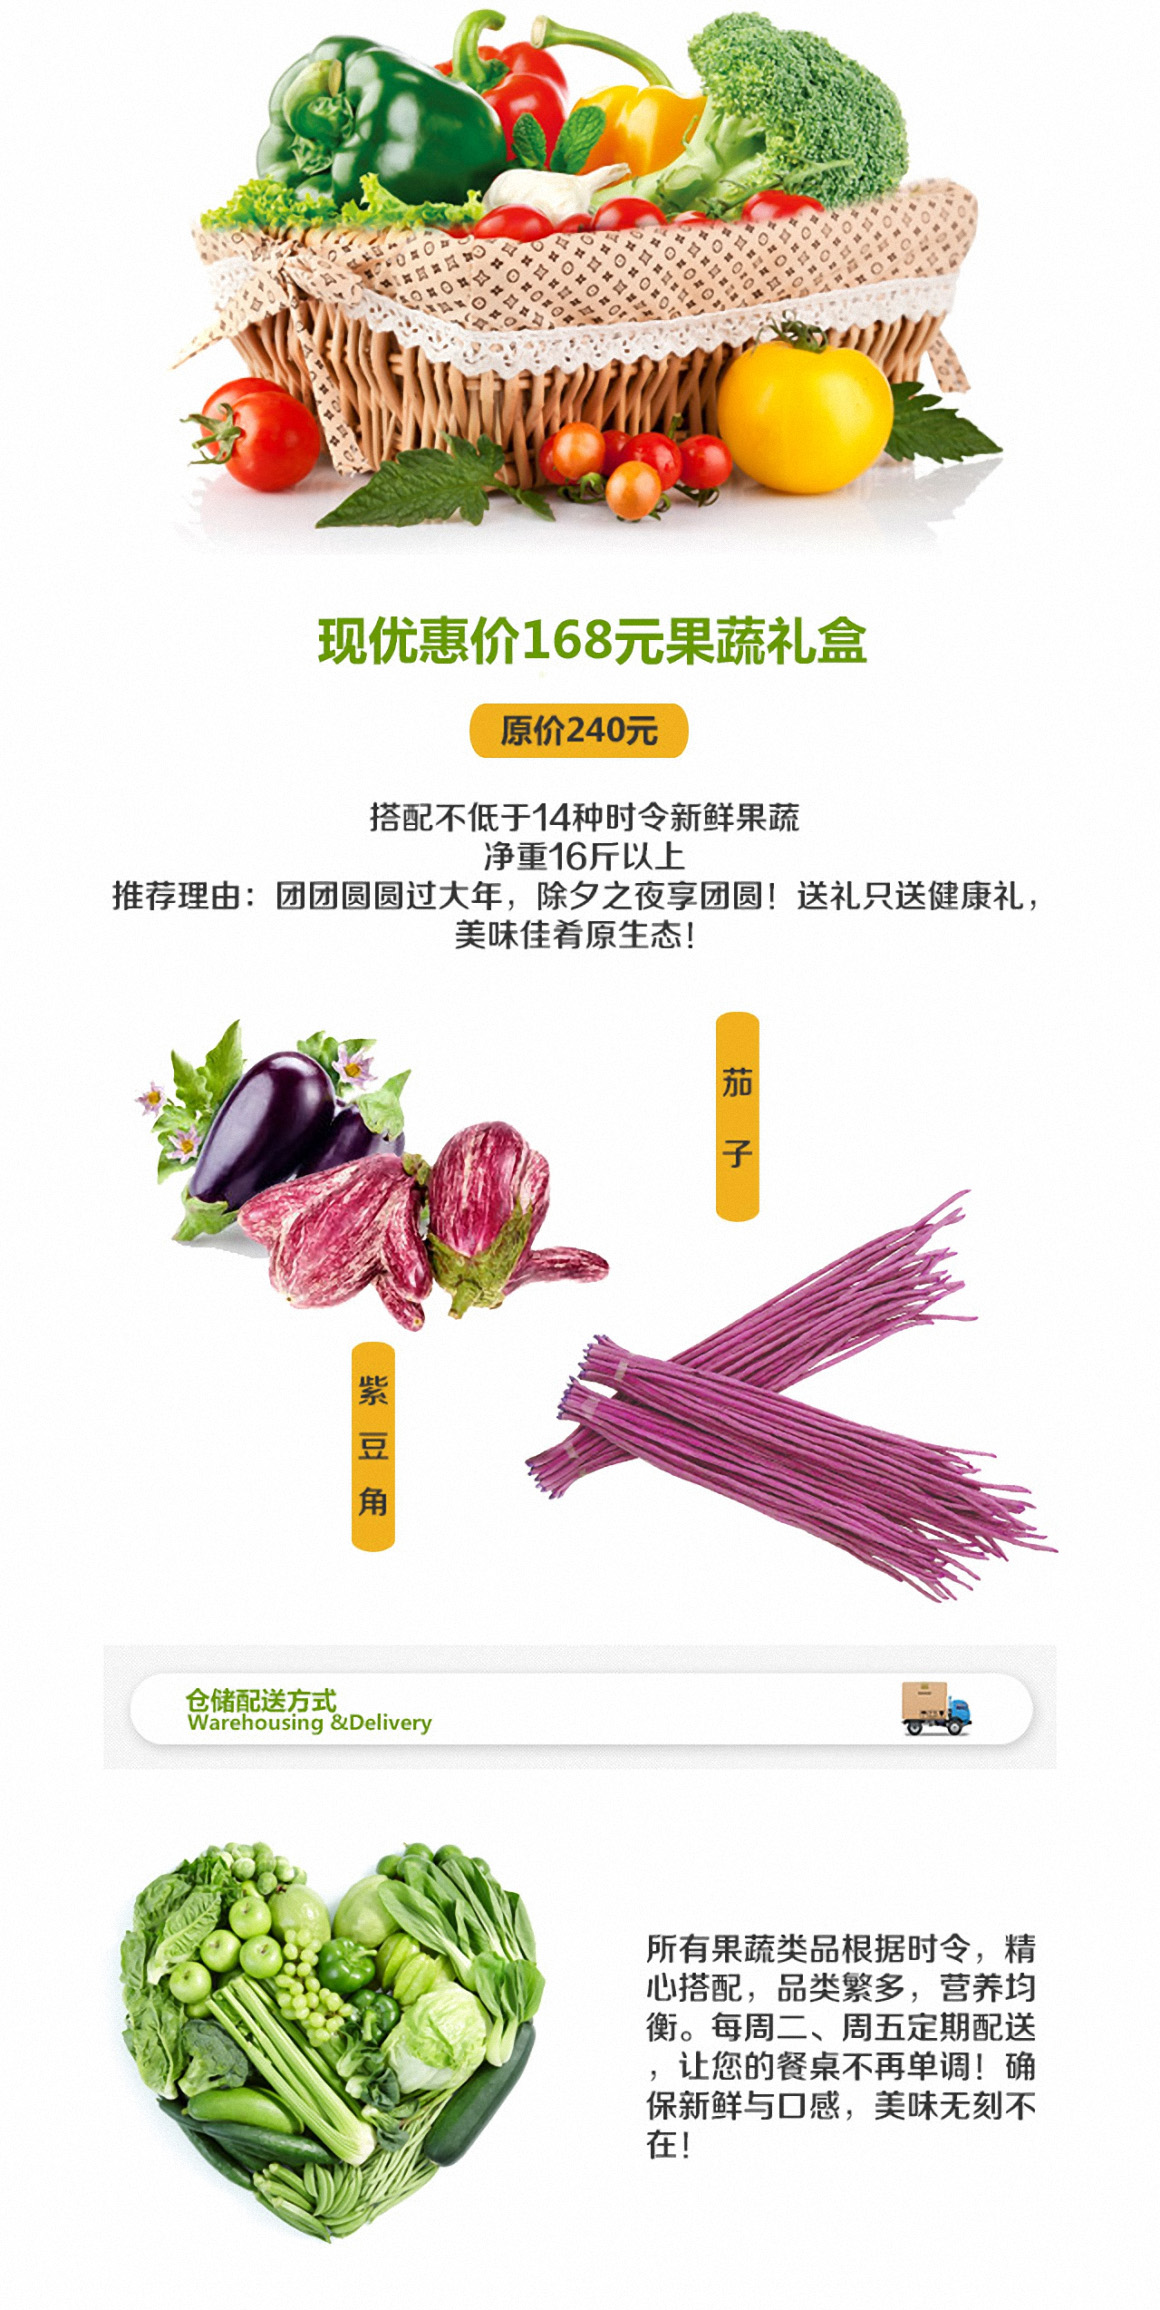 现优惠价168元果蔬礼盒
原价240元
搭配不低于14种时令新鲜果蔬
净重16斤以上
推荐理由：团团圆圆过大年，除夕之夜享团圆！送礼只送健康礼，
美味佳肴原生态！
茄子
紫豆角
仓储配送方式
Warehousing &Delivery
所有果蔬类品根据时令，精
心搭配，品类繁多，营养均
衡。每周二、周五定期配送
，让您的餐桌不再单调！确
保新鲜与口感，美味无刻不
在！